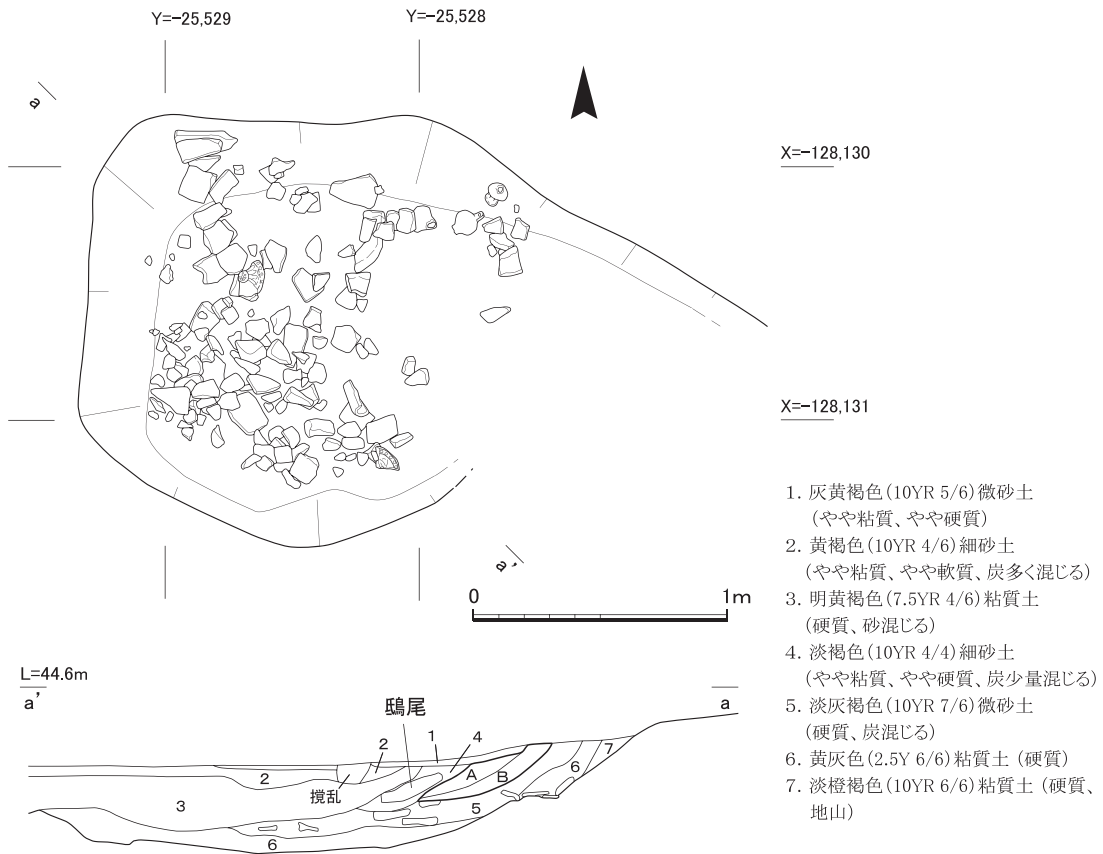 Y=-25,529
Y=-25,528
a
X=-128,130
X=-128,131
a'
0
1m
1. 灰黄褐色(10YR 5/6)微砂土
(やや粘質、やや硬質)
2. 黄褐色(10YR 4/6)細砂土
(やや粘質、やや軟質、炭多く混じる)
3. 明黄褐色(7.5YR 4/6)粘質土
(硬質、砂混じる)
4. 淡褐色(10YR 4/4)細砂土
(やや粘質、やや硬質、炭少量混じる)
5. 淡灰褐色(10YR 7/6)微砂土
(硬質、炭混じる)
6. 黄灰色(2.5Y 6/6)粘質土(硬質)
7. 淡橙褐色(10YR 6/6)粘質土(硬質、
地山)
L=44.6m
a'
a
鴟尾
1
4
2
7
A
B
6
2
撹乱
3
5
6